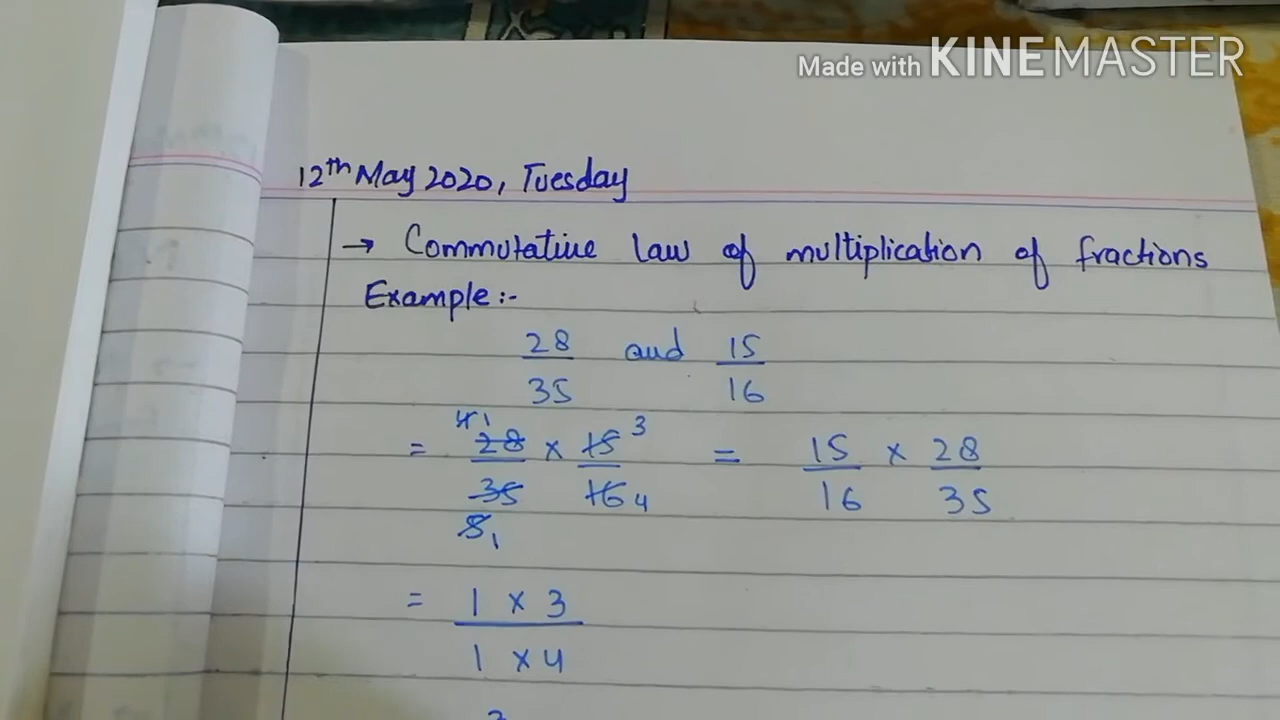 Made with KINEMASTER
12th May 2020, Tuesday
→ Commutative law of multiplication of fractions
Example:-
28 and 15
35 16
4 1 3
= 28 × 15 = 15 × 28
35 16 4 16 35
5 1
= 1 × 3
1 × 4
3